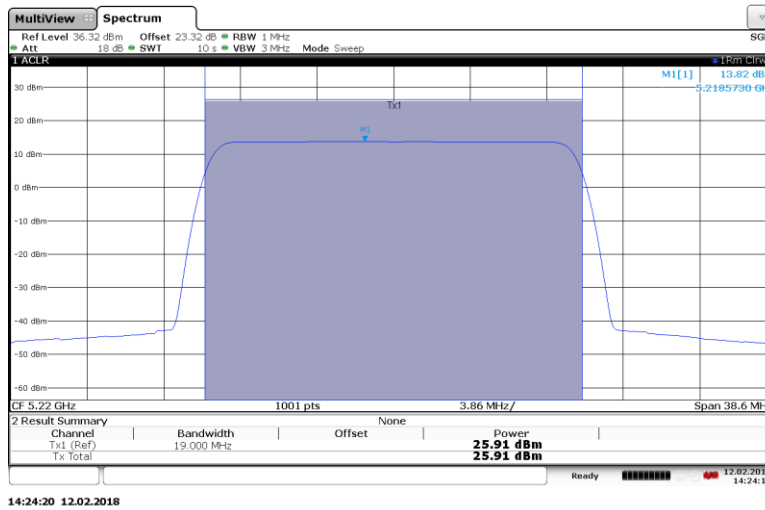 MultiView Spectrum
Ref Level 36.32 dBm Offset 23.32 dB RBW 1 MHz SG
Att 18 dB SWT 10 s VBW 3 MHz Mode Sweep
1 ACLR 1Rm Clrw
M1[1] 13.82 dB
5.2185730 GH
30 dBm
Tx1
20 dBm
M1
10 dBm
0 dBm
-10 dBm
-20 dBm
-30 dBm
-40 dBm
-50 dBm
-60 dBm
CF 5.22 GHz 1001 pts 3.86 MHz/ Span 38.6 MH
2 Result Summary None
Channel Bandwidth Offset Power
Tx1 (Ref) 19.000 MHz 25.91 dBm
Tx Total 25.91 dBm
Ready 12.02.201
14:24:1
14:24:20 12.02.2018